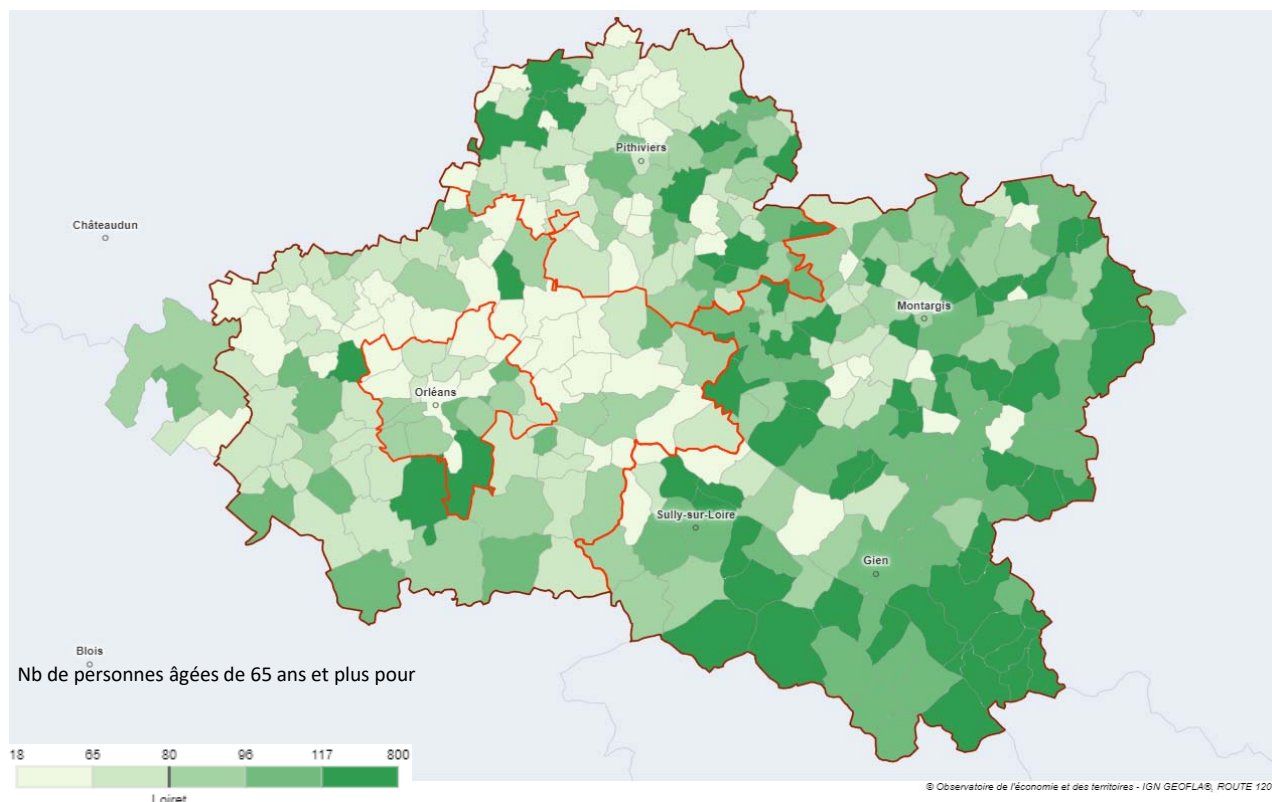 Pithiviers
Châteaudun
Montargis
Orléans
Sully-sur-Loire
Gien
Blois
Nb de personnes âgées de 65 ans et plus pour
18 65 80 96 117 800
Loiret
© Observatoire de l'économie et des territoires - IGN GEOFLA®, ROUTE 120